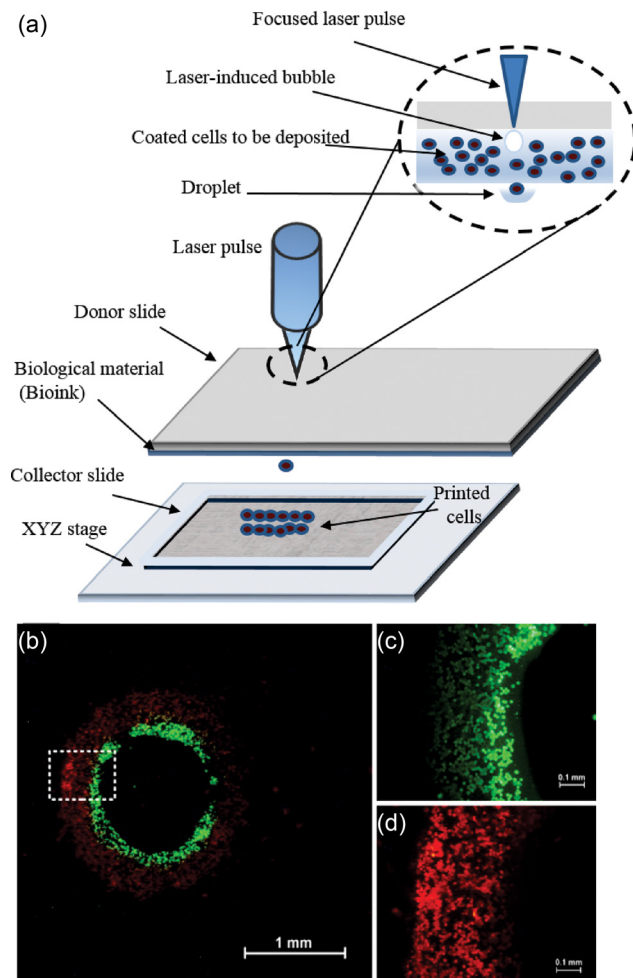 (a)
Focused laser pulse
Laser-induced bubble
Coated cells to be deposited
Droplet
Laser pulse
Donor slide
Biological material
(Bioink)
Collector slide
Printed
cells
XYZ stage
(b)
1 mm
(c)
0.1 mm
(d)
0.1 mm